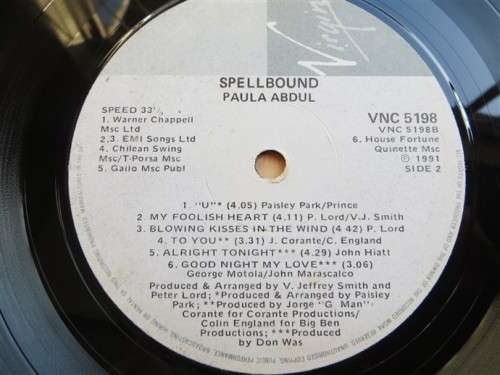 Virgin
SPELLBOUND
PAULA ABDUL
SPEED 33⅓
1. Warner Chappell
Msc Ltd
2,3. EMI Songs Ltd
4. Chilean Swing
Msc/T-Porsa Msc
5. Gallo Msc Publ
VNC 5198
VNC 5198B
6. House Fortune
Quinette Msc
℗ 1991
SIDE 2
1. "U"* (4.05) Paisley Park/Prince
2. MY FOOLISH HEART (4.11) P. Lord/V.J. Smith
3. BLOWING KISSES IN THE WIND (4 42) P. Lord
4. TO YOU** (3.31) J. Corante/C. England
5. ALRIGHT TONIGHT*** (4.29) John Hiatt
6. GOOD NIGHT MY LOVE*** (3.06)
George Motola/John Marascalco
Produced & Arranged by V. Jeffrey Smith and
Peter Lord; *Produced & Arranged by Paisley
Park; **Produced by Jorge "G Man"
Corante for Corante Productions/
Colin England for Big Ben
Productions; ***Produced
by Don Was